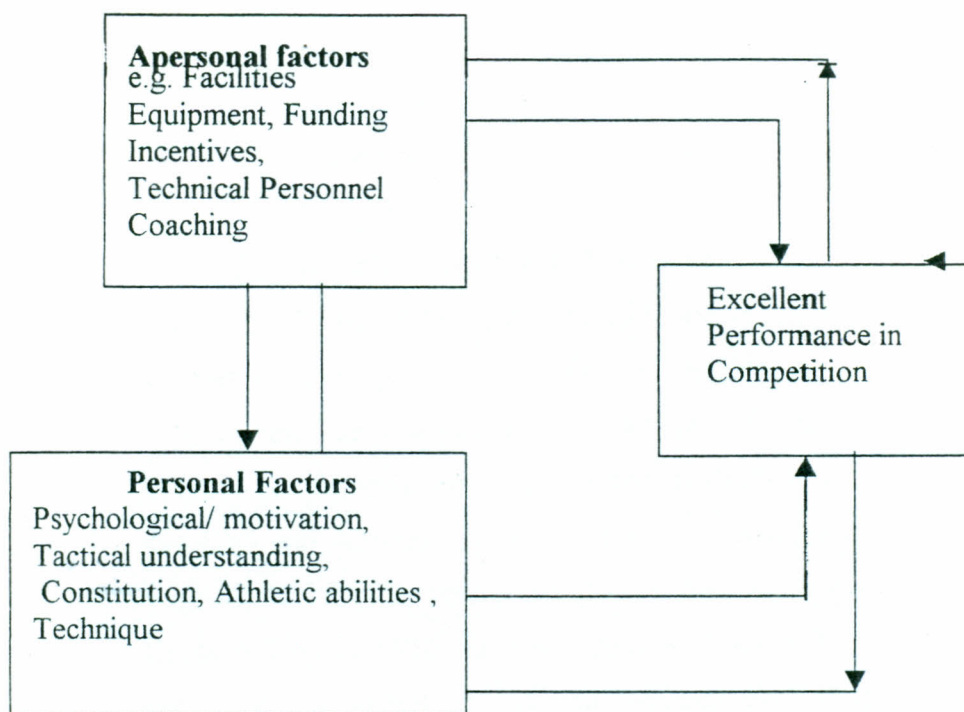 Apersonal factors
e.g. Facilities
Equipment, Funding
Incentives,
Technical Personnel
Coaching
Excellent
Performance in
Competition
Personal Factors
Psychological/ motivation,
Tactical understanding,
Constitution, Athletic abilities ,
Technique